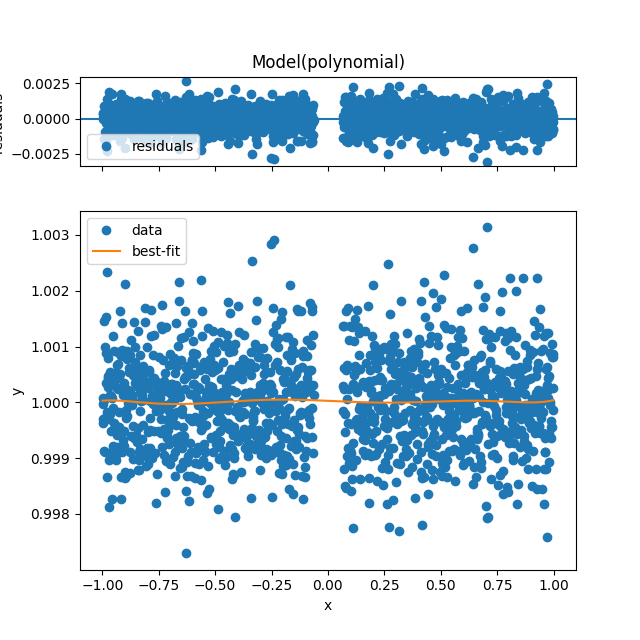 Model(polynomial)
0.0025
0.0000
−0.0025
residuals
residuals
1.003
1.002
1.001
1.000
0.999
0.998
y
data
best-fit
−1.00 −0.75 −0.50 −0.25 0.00 0.25 0.50 0.75 1.00
x